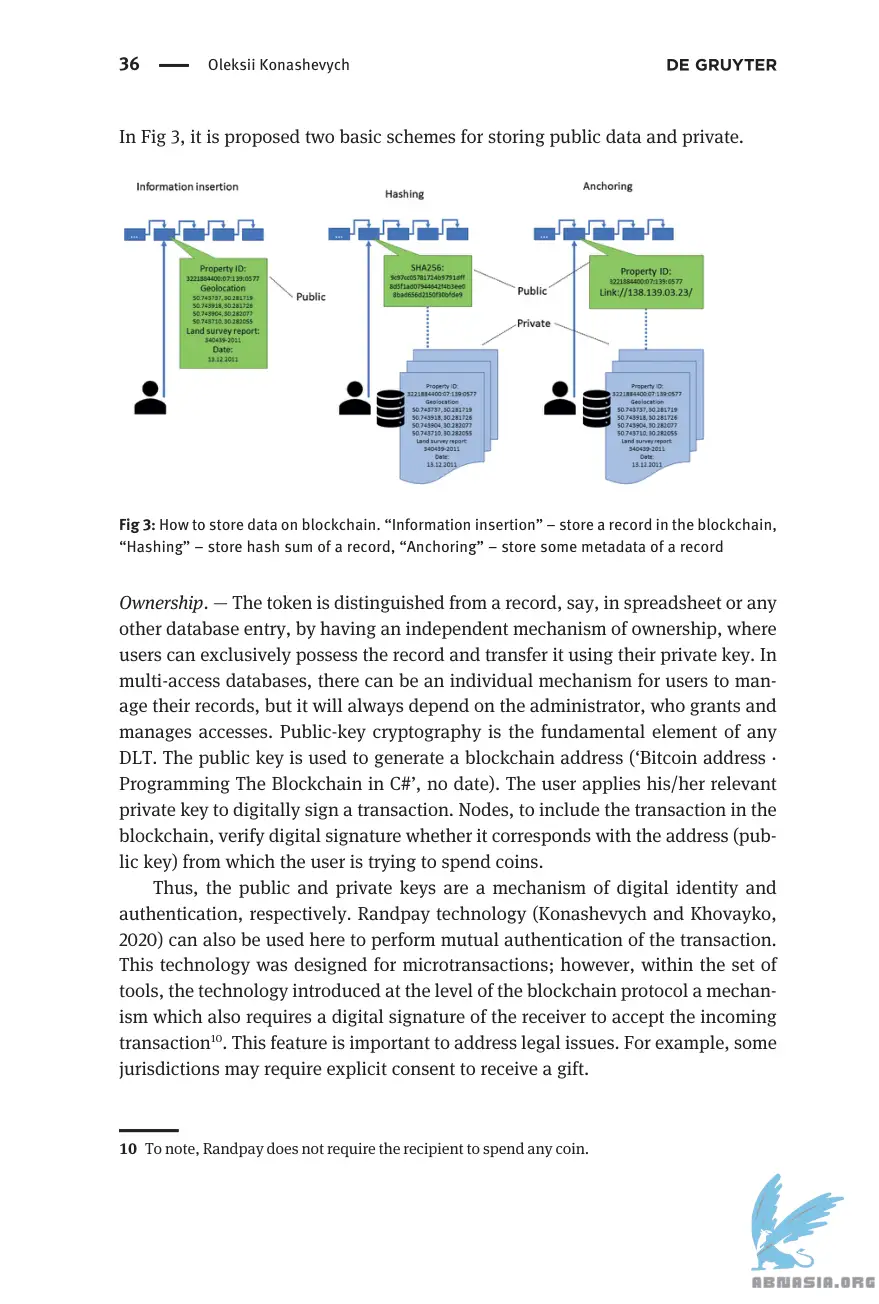 36 — Oleksii Konashevych DE GRUYTER
In Fig 3, it is proposed two basic schemes for storing public data and private.
Information insertion
Hashing
Anchoring
...
...
...
Property ID:
3221884400:07:139:0577
Geolocation
50.743737,30.281719
50.743918,30.281726
50.743904,30.282077
50.743710,30.282055
Land survey report:
340439-2011
Date:
13.12.2011
Public
SHA256:
Public
Private
Property ID:
3221884400:07:139:0577
Link://138.139.03.23/
Property ID:
3221884400:07:139:0577
Geolocation
50.743737,30.281719
50.743918,30.281726
50.743904,30.282077
50.743710,30.282055
Land survey report
340439-2011
Date:
13.12.2011
Property ID:
3221884400:07:139:0577
Geolocation
50.743737,30.281719
50.743918,30.281726
50.743904,30.282077
50.743710,30.282055
Land survey report
340439-2011
Date:
13.12.2011
Fig 3: How to store data on blockchain. “Information insertion” – store a record in the blockchain,
“Hashing” – store hash sum of a record, “Anchoring” – store some metadata of a record
Ownership. — The token is distinguished from a record, say, in spreadsheet or any
other database entry, by having an independent mechanism of ownership, where
users can exclusively possess the record and transfer it using their private key. In
multi-access databases, there can be an individual mechanism for users to man-
age their records, but it will always depend on the administrator, who grants and
manages accesses. Public-key cryptography is the fundamental element of any
DLT. The public key is used to generate a blockchain address (‘Bitcoin address ·
Programming The Blockchain in C#’, no date). The user applies his/her relevant
private key to digitally sign a transaction. Nodes, to include the transaction in the
blockchain, verify digital signature whether it corresponds with the address (pub-
lic key) from which the user is trying to spend coins.
Thus, the public and private keys are a mechanism of digital identity and
authentication, respectively. Randpay technology (Konashevych and Khovayko,
2020) can also be used here to perform mutual authentication of the transaction.
This technology was designed for microtransactions; however, within the set of
tools, the technology introduced at the level of the blockchain protocol a mechan-
ism which also requires a digital signature of the receiver to accept the incoming
transaction¹⁰. This feature is important to address legal issues. For example, some
jurisdictions may require explicit consent to receive a gift.
10 To note, Randpay does not require the recipient to spend any coin.
ABNASIA.ORG